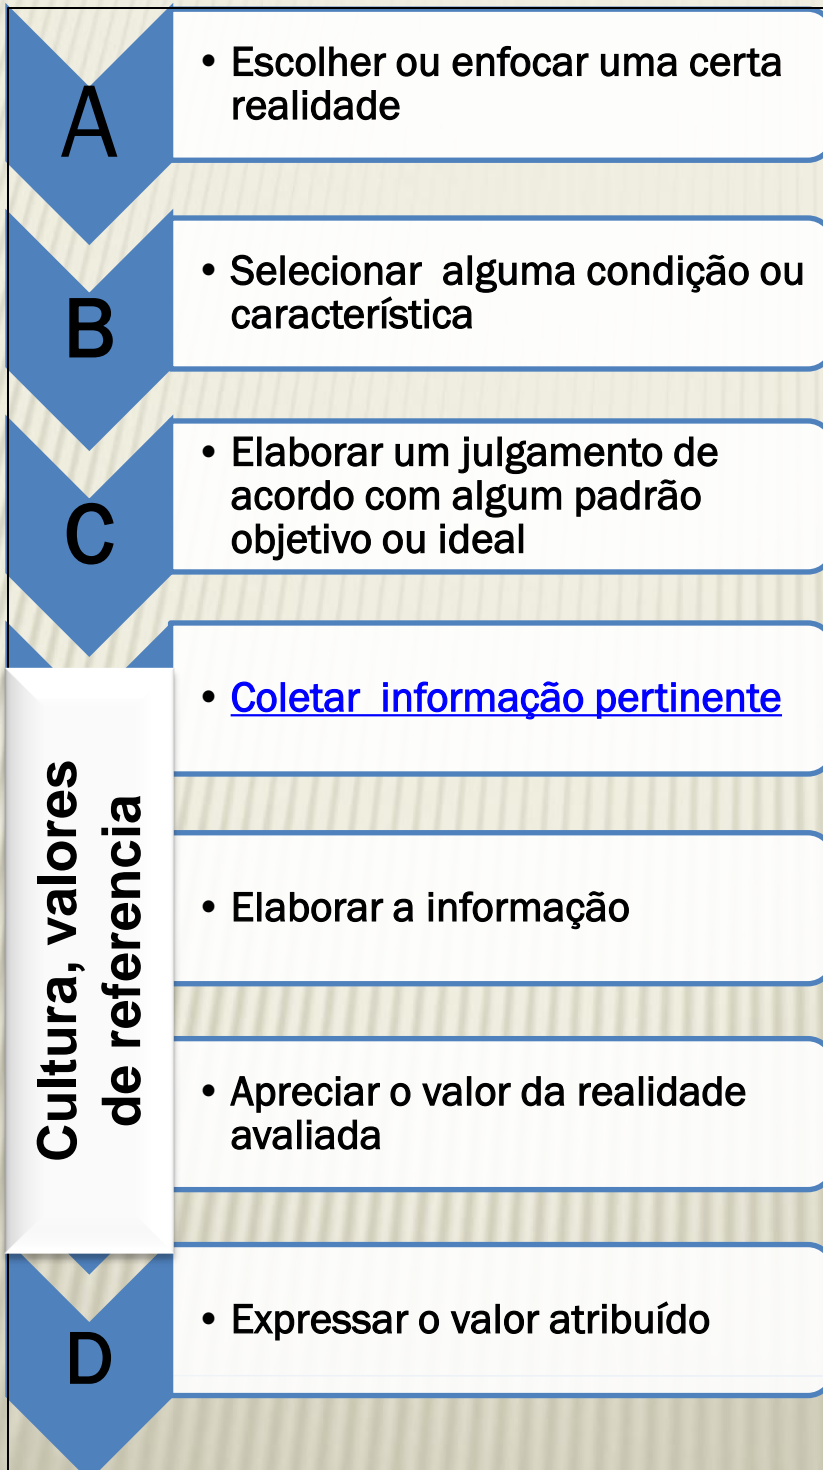 A
• Escolher ou enfocar uma certa
realidade
B
• Selecionar  alguma condição ou
característica
C
• Elaborar um julgamento de
acordo com algum padrão
objetivo ou ideal
Cultura, valores
de referencia
• Coletar  informação pertinente
• Elaborar a informação
• Apreciar o valor da realidade
avaliada
D
• Expressar o valor atribuído